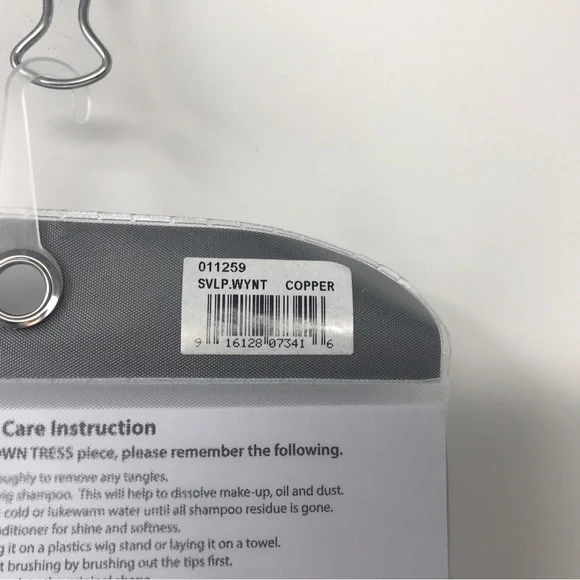 011259
SVLP.WYNT COPPER
9 16128 07341 6
Care Instruction
WN TRESS piece, please remember the following.
oughly to remove any tangles.
wig shampoo. This will help to dissolve make-up, oil and dust.
cold or lukewarm water until all shampoo residue is gone.
nditioner for shine and softness.
g it on a plastics wig stand or laying it on a towel.
t brushing by brushing out the tips first.